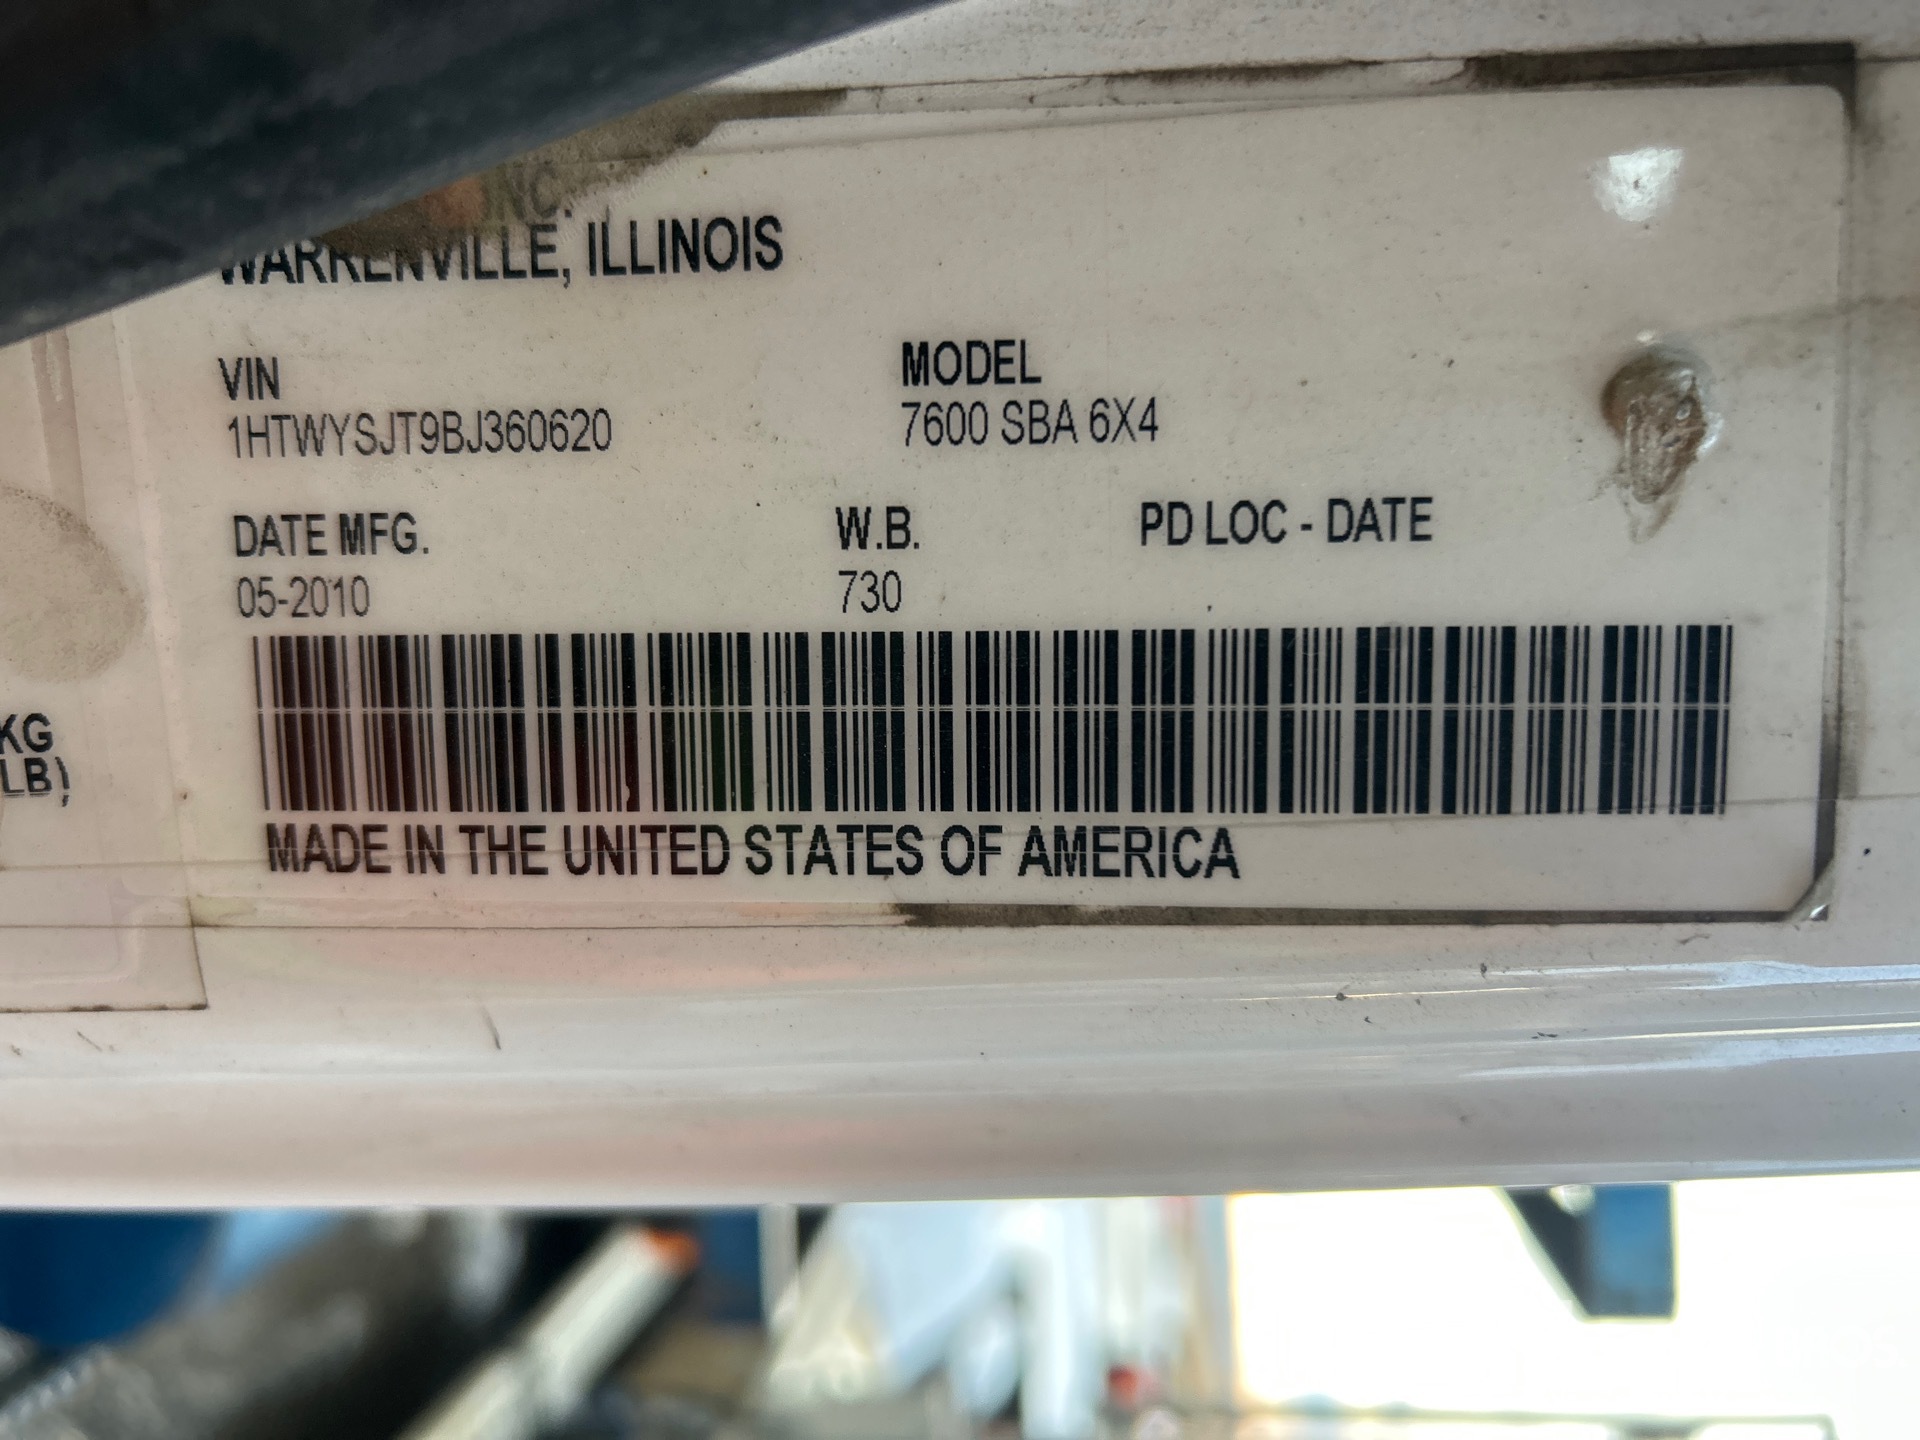 INC.
WARRENVILLE, ILLINOIS
VIN
1HTWYSJT9BJ360620
MODEL
7600 SBA 6X4
DATE MFG.
05-2010
W.B.
730
PD LOC - DATE
MADE IN THE UNITED STATES OF AMERICA
KG
LB)